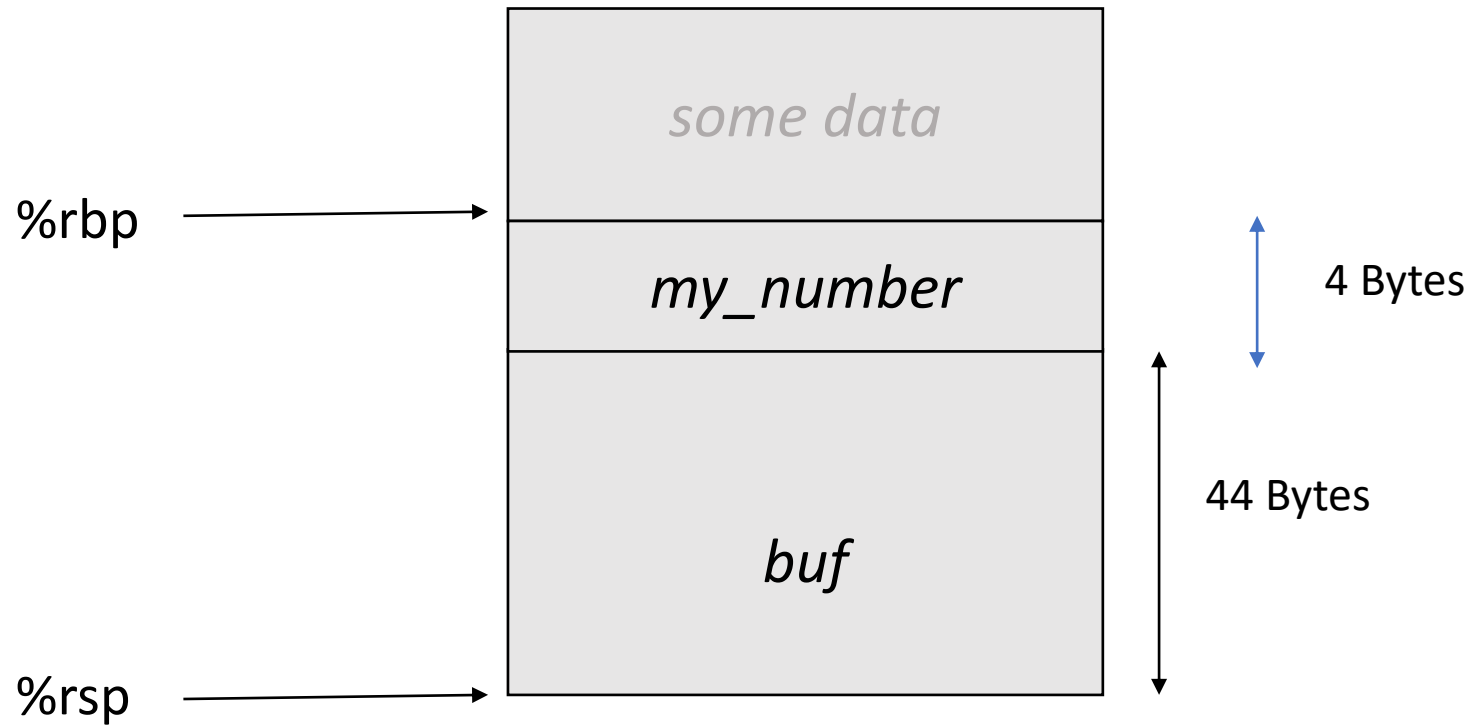 some data
%rbp
my_number
4 Bytes
44 Bytes
buf
%rsp